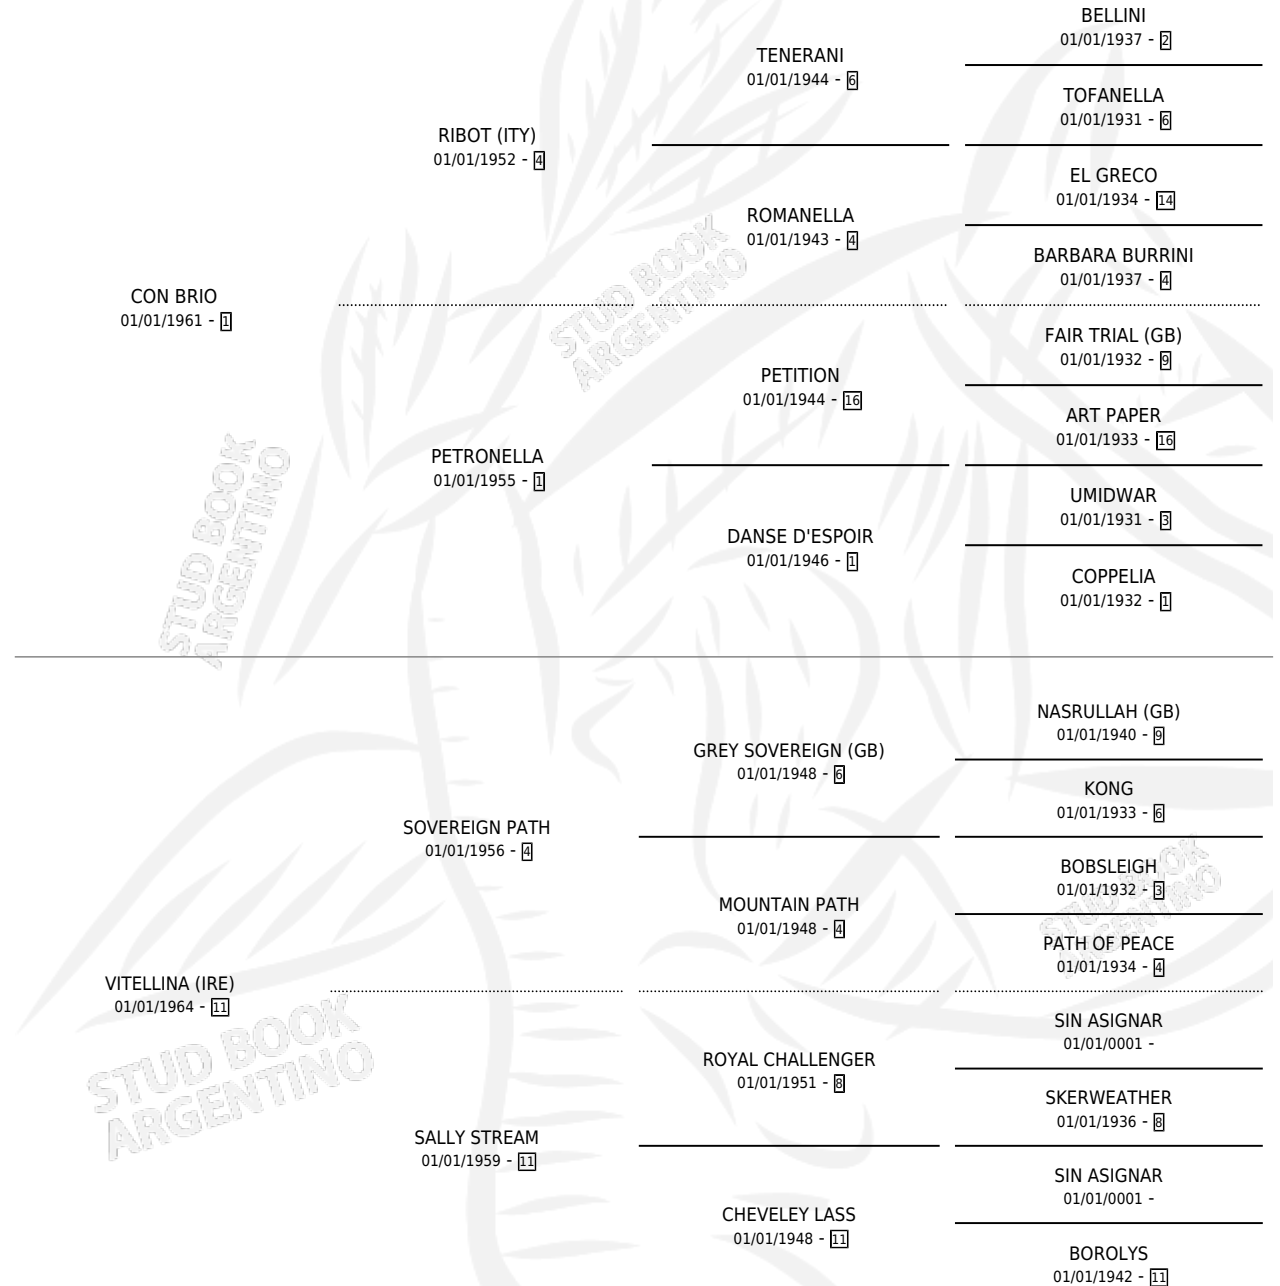 BELLINI
01/01/1937 - 2
TENERANI
01/01/1944 - 6
TOFANELLA
01/01/1931 - 6
RIBOT (ITY)
01/01/1952 - 4
EL GRECO
01/01/1934 - 14
ROMANELLA
01/01/1943 - 4
BARBARA BURRINI
01/01/1937 - 4
CON BRIO
01/01/1961 - 1
FAIR TRIAL (GB)
01/01/1932 - 9
PETITION
01/01/1944 - 16
ART PAPER
01/01/1933 - 16
PETRONELLA
01/01/1955 - 1
UMIDWAR
01/01/1931 - 3
DANSE D'ESPOIR
01/01/1946 - 1
COPPELIA
01/01/1932 - 1
STUD BOOK
ARGENTINO
STUD BOOK
ARGENTINO
NASRULLAH (GB)
01/01/1940 - 9
GREY SOVEREIGN (GB)
01/01/1948 - 6
KONG
01/01/1933 - 6
SOVEREIGN PATH
01/01/1956 - 4
BOBSLEIGH
01/01/1932 - 3
MOUNTAIN PATH
01/01/1948 - 4
PATH OF PEACE
01/01/1934 - 4
VITELLINA (IRE)
01/01/1964 - 11
SIN ASIGNAR
01/01/0001 -
ROYAL CHALLENGER
01/01/1951 - 8
SKERWEATHER
01/01/1936 - 8
SALLY STREAM
01/01/1959 - 11
SIN ASIGNAR
01/01/0001 -
CHEVELEY LASS
01/01/1948 - 11
BOROLYS
01/01/1942 - 11
STUD BOOK
ARGENTINO
STUD BOOK
ARGENTINO